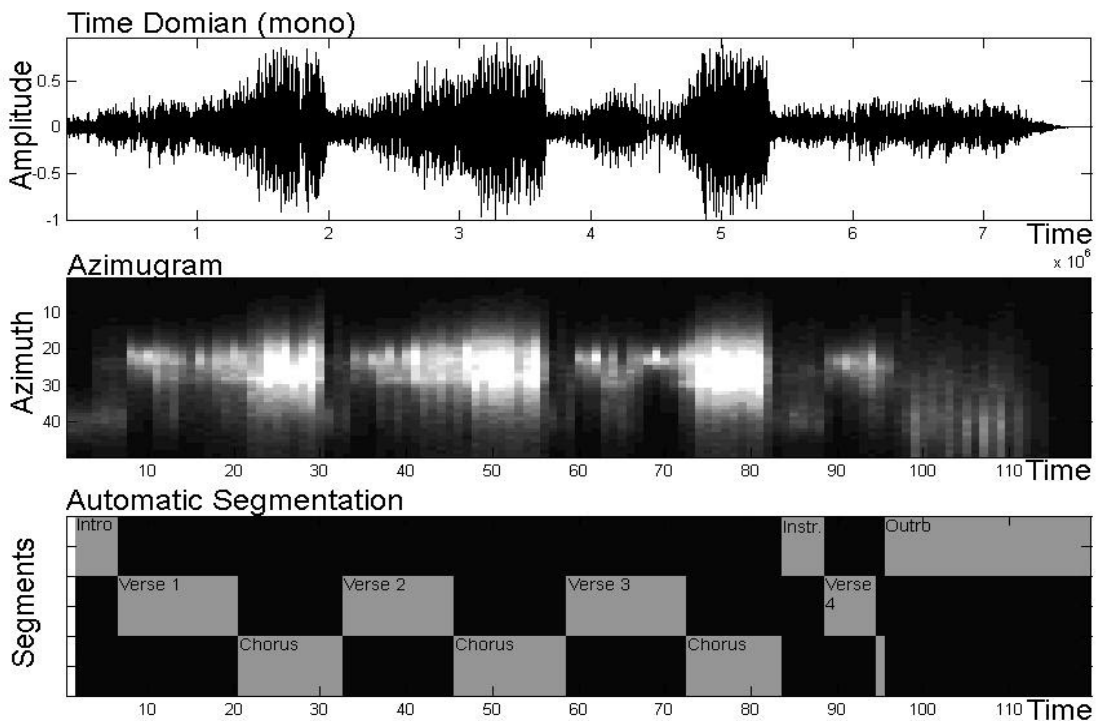 Time Domian (mono)
Amplitude
0.5
0
-0.5
-1
1 2 3 4 5 6 7
Time
x 10^6
Azimugram
Azimuth
10
20
30
40
10 20 30 40 50 60 70 80 90 100 110
Time
Automatic Segmentation
Segments
Intro Instr. Outro
Verse 1 Verse 2 Verse 3 Verse
4
Chorus Chorus Chorus
10 20 30 40 50 60 70 80 90 100 110
Time